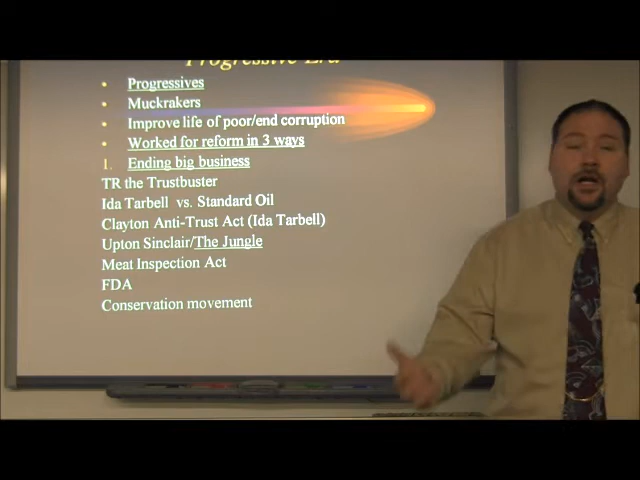 Progressive Era
• Progressives
• Muckrakers
• Improve life of poor/end corruption
• Worked for reform in 3 ways
1. Ending big business
TR the Trustbuster
Ida Tarbell vs. Standard Oil
Clayton Anti-Trust Act (Ida Tarbell)
Upton Sinclair/The Jungle
Meat Inspection Act
FDA
Conservation movement